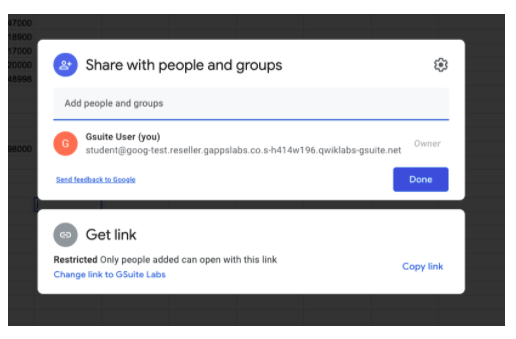 47000
18900
17000
20000
48998
98000
Share with people and groups
Add people and groups
G
Gsuite User (you)
student@goog-test.reseller.gappslabs.co.s-h414w196.qwiklabs-gsuite.net
Owner
Send feedback to Google
Done
Get link
Restricted Only people added can open with this link
Change link to GSuite Labs
Copy link